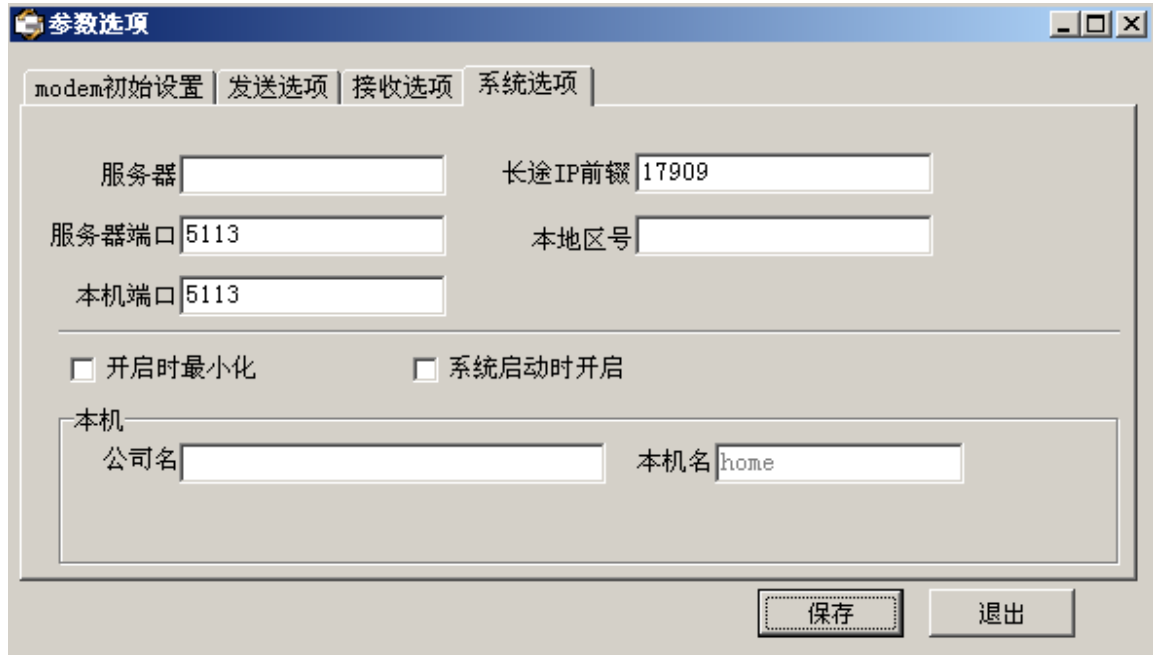 参数选项
modem初始设置 发送选项 接收选项 系统选项
服务器 长途IP前辍 17909
服务器端口 5113 本地区号
本机端口 5113
开启时最小化 系统启动时开启
本机
公司名 本机名 home
保存 退出